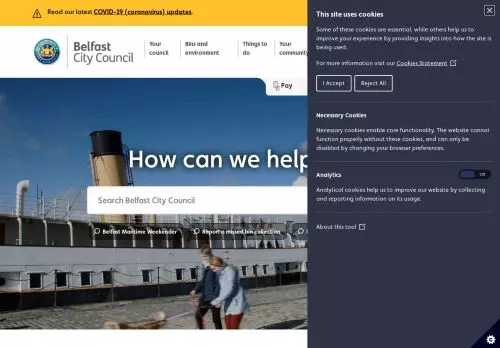 Read our latest COVID-19 (coronavirus) updates.
Belfast
City Council
Your
council
Bins and
environment
Things to
do
Your
community
Pay
How can we help
Search Belfast City Council
Belfast Maritime Weekender
Report a missed bin collection
This site uses cookies
Some of these cookies are essential, while others help us to
improve your experience by providing insights into how the site is
being used.
For more information visit our Cookies Statement
I Accept
Reject All
Necessary Cookies
Necessary cookies enable core functionality. The website cannot
function properly without these cookies, and can only be
disabled by changing your browser preferences.
Analytics
Off
Analytical cookies help us to improve our website by collecting
and reporting information on its usage.
About this tool